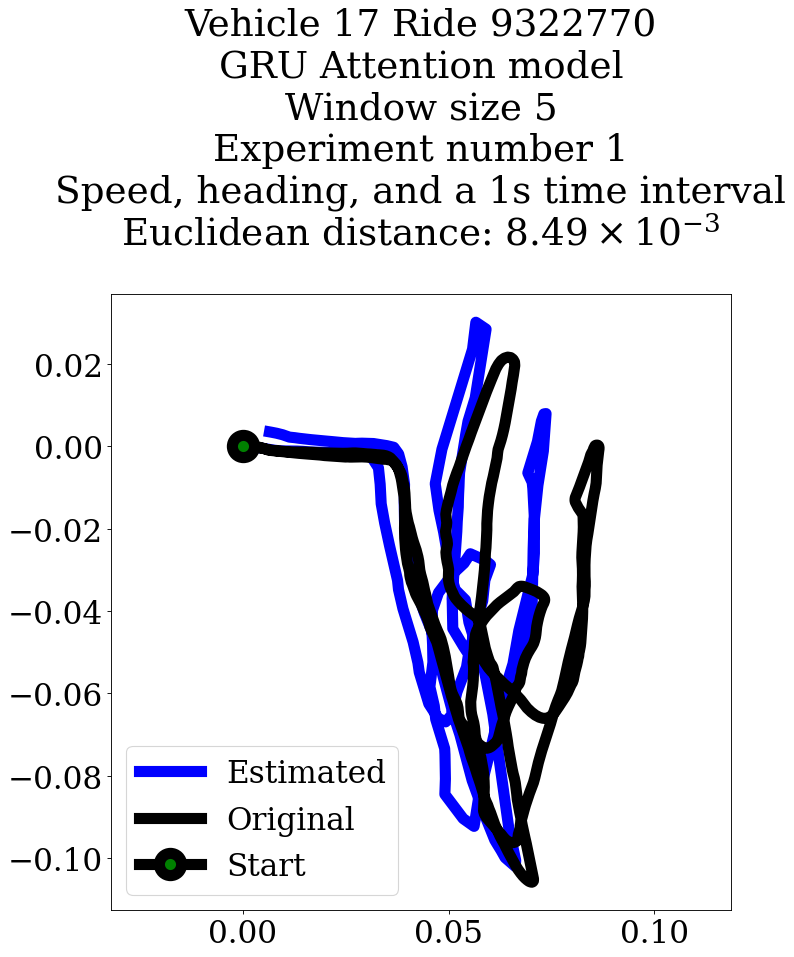 Vehicle 17 Ride 9322770
GRU Attention model
Window size 5
Experiment number 1
Speed, heading, and a 1s time interval
Euclidean distance: 8.49 × 10⁻³
0.02
0.00
−0.02
−0.04
−0.06
−0.08
−0.10
Estimated
Original
Start
0.00 0.05 0.10